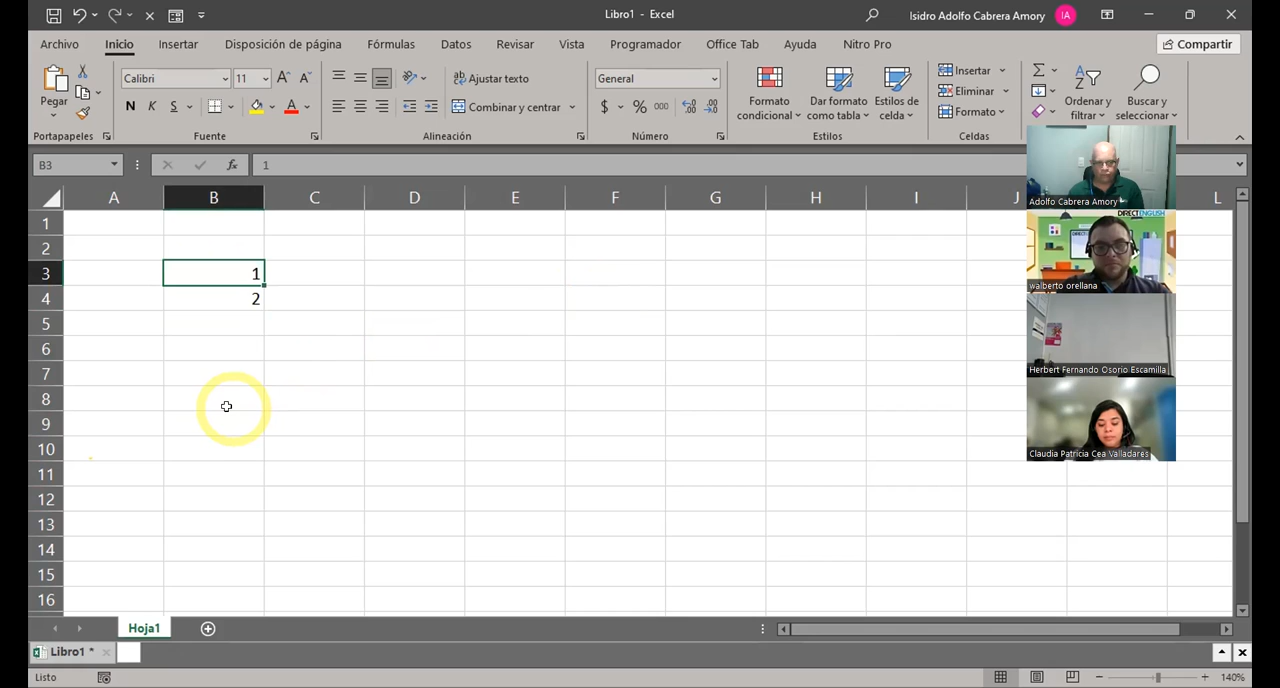 Libro1 - Excel
Isidro Adolfo Cabrera Amory
IA
Archivo
Inicio
Insertar
Disposición de página
Fórmulas
Datos
Revisar
Vista
Programador
Office Tab
Ayuda
Nitro Pro
Compartir
Pegar
Calibri
11
N K S
Ajustar texto
Combinar y centrar
General
$ % 000
Formato
condicional
Dar formato
como tabla
Estilos de
celda
Insertar
Eliminar
Formato
Ordenar y
filtrar
Buscar y
seleccionar
Portapapeles
Fuente
Alineación
Número
Estilos
Celdas
B3
fx
1
A B C D E F G H I J L
1
2
3 1
4 2
5
6
7
8
9
10
11
12
13
14
15
16
Adolfo Cabrera Amory
DIRECT ENGLISH
walberto orellana
Herbert Fernando Osorio Escamilla
Claudia Patricia Cea Valladares
Hoja1
Libro1 *
Listo
140%